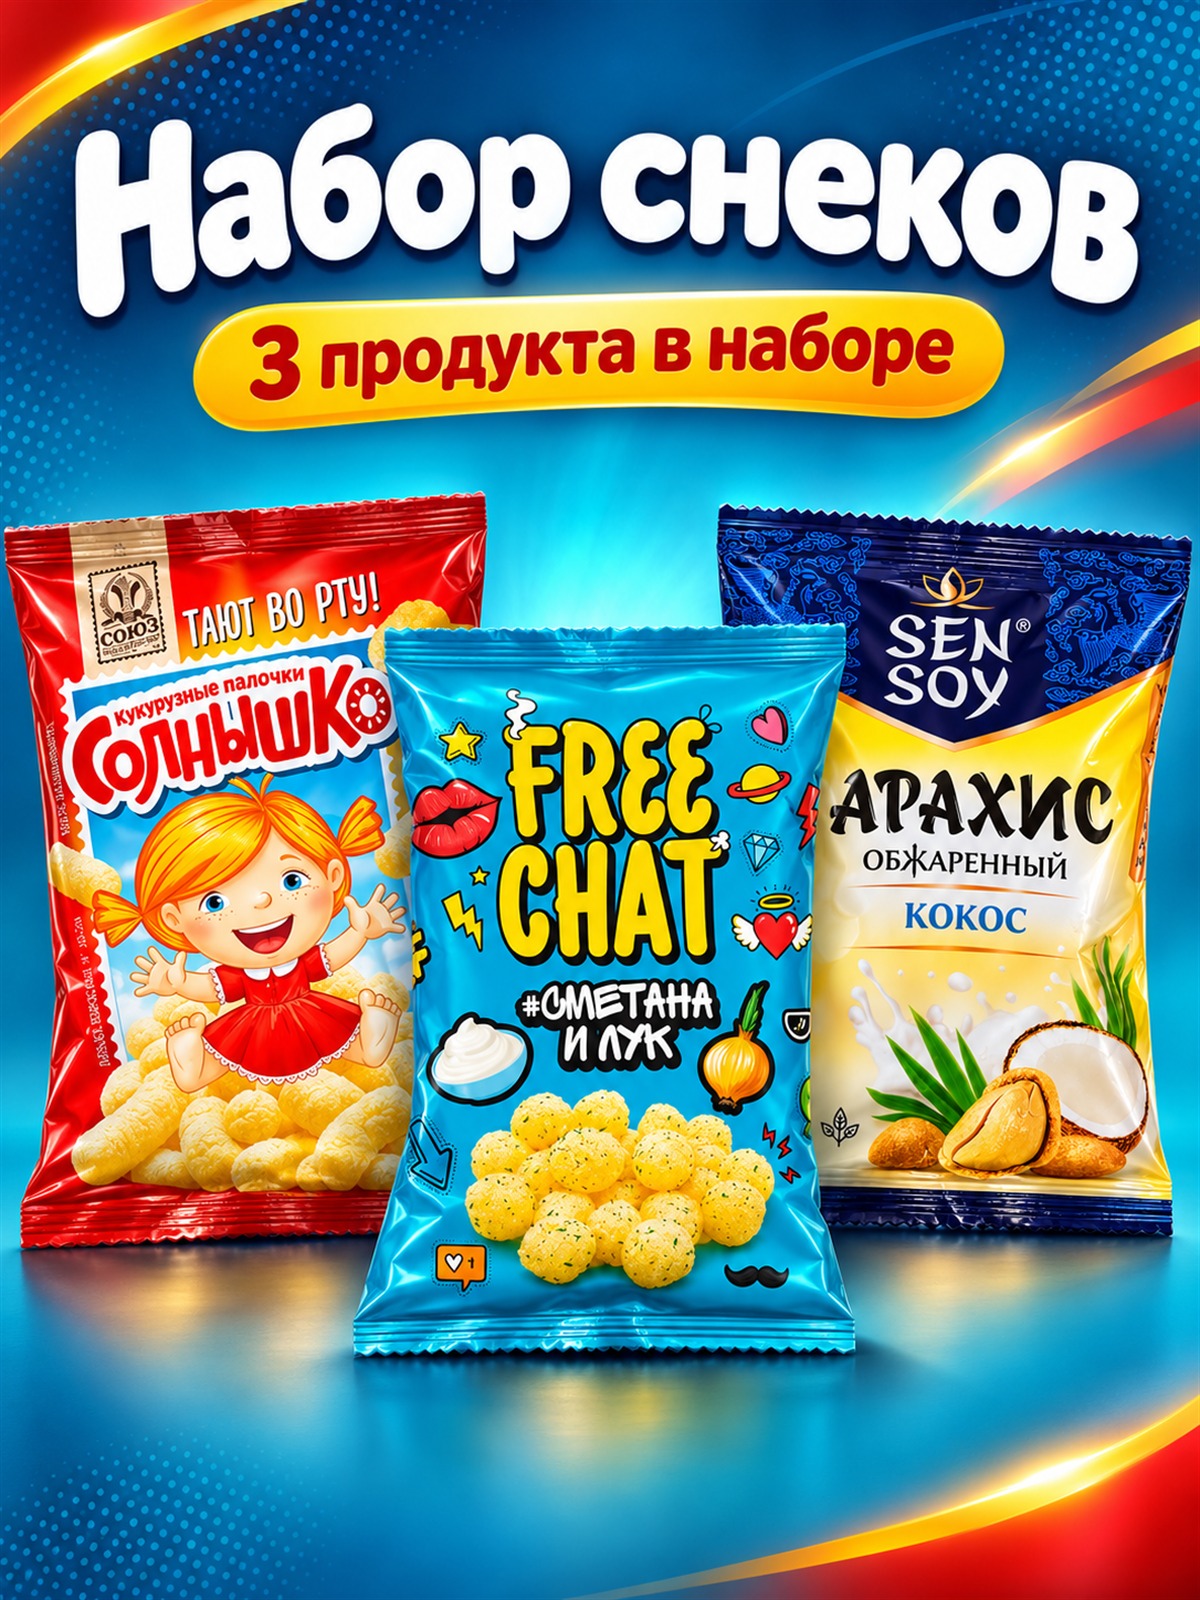 Набор снеков
3 продукта в наборе
СОЮЗ
ТАЮТ ВО РТУ!
КУКУРУЗНЫЕ ПАЛОЧКИ
СОЛНЫШКО
FREE
CHAT
#СМЕТАНА
И ЛУК
1
SEN®
SOY
АРАХИС
ОБЖАРЕННЫЙ
КОКОС